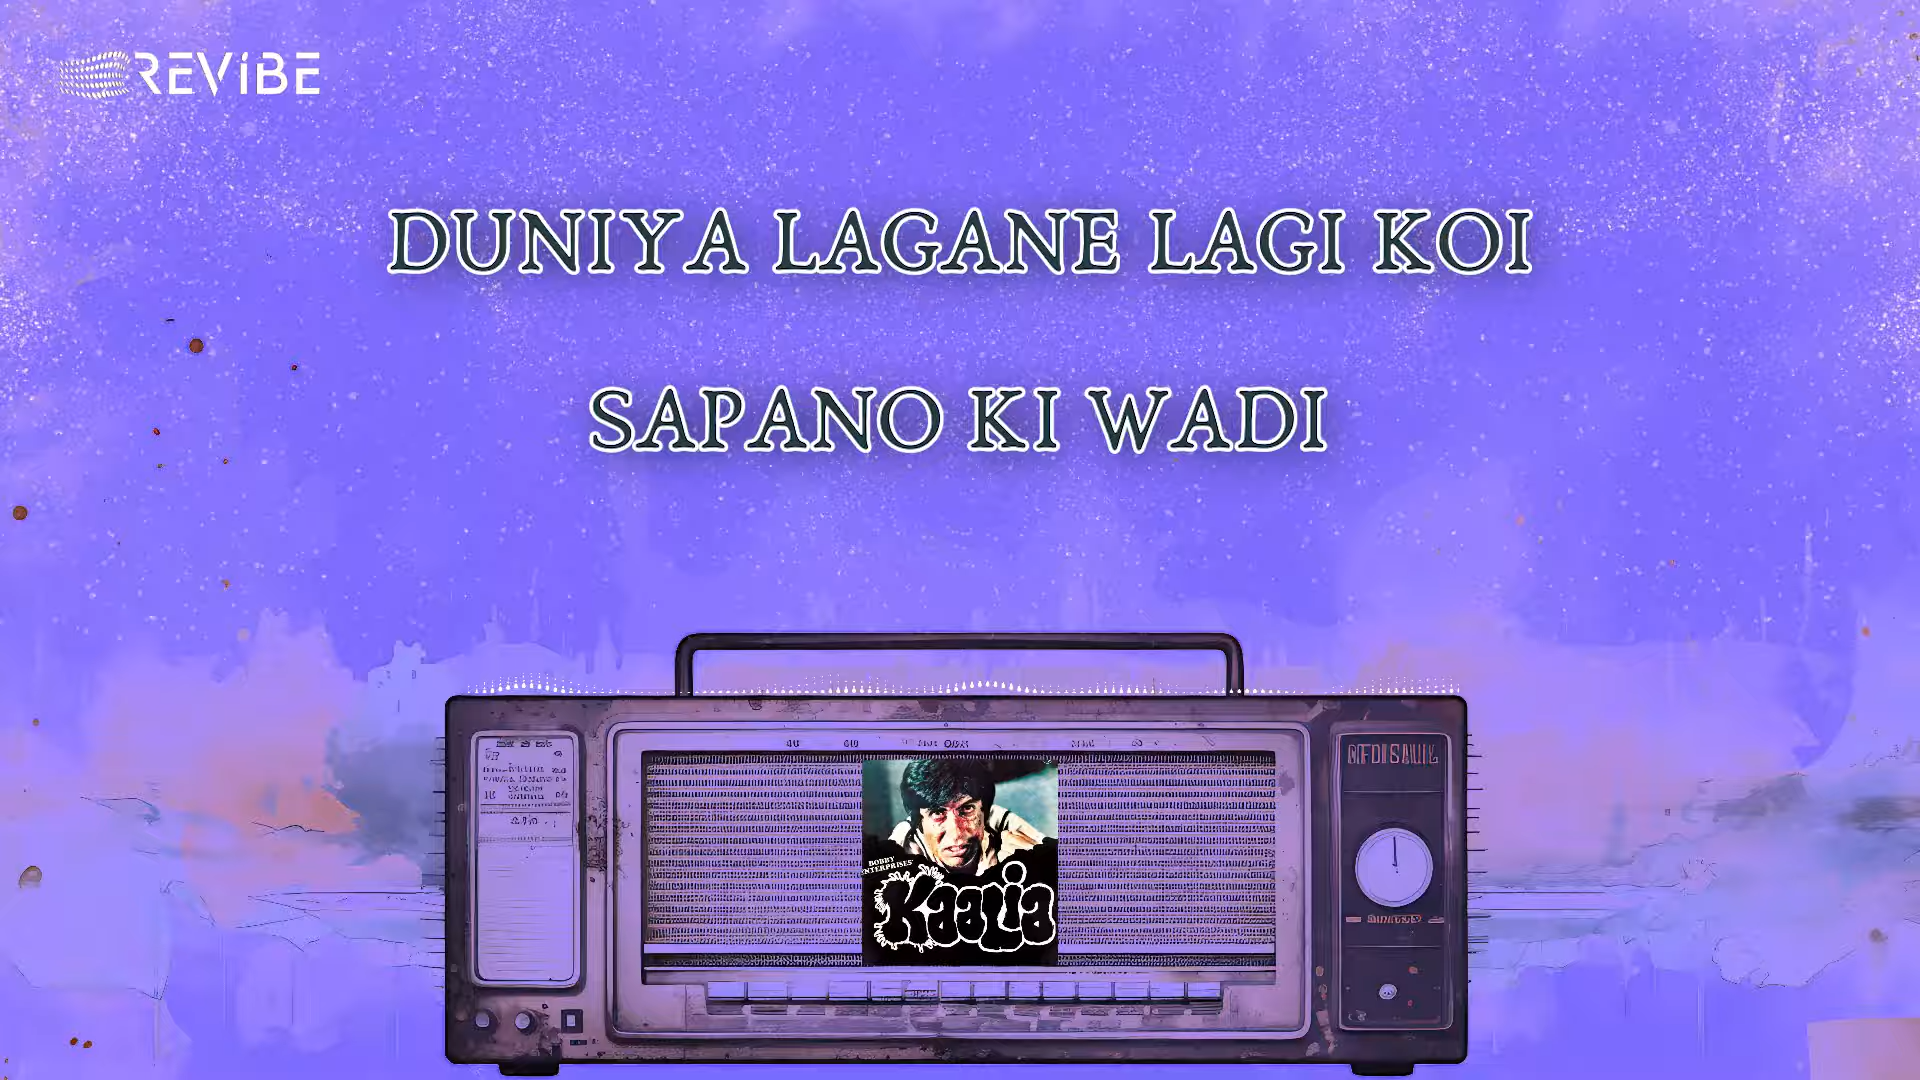 REViBE
DUNIYA LAGANE LAGI KOI
SAPANO KI WADI
BOBBY
ENTERPRISES'
Kaalia